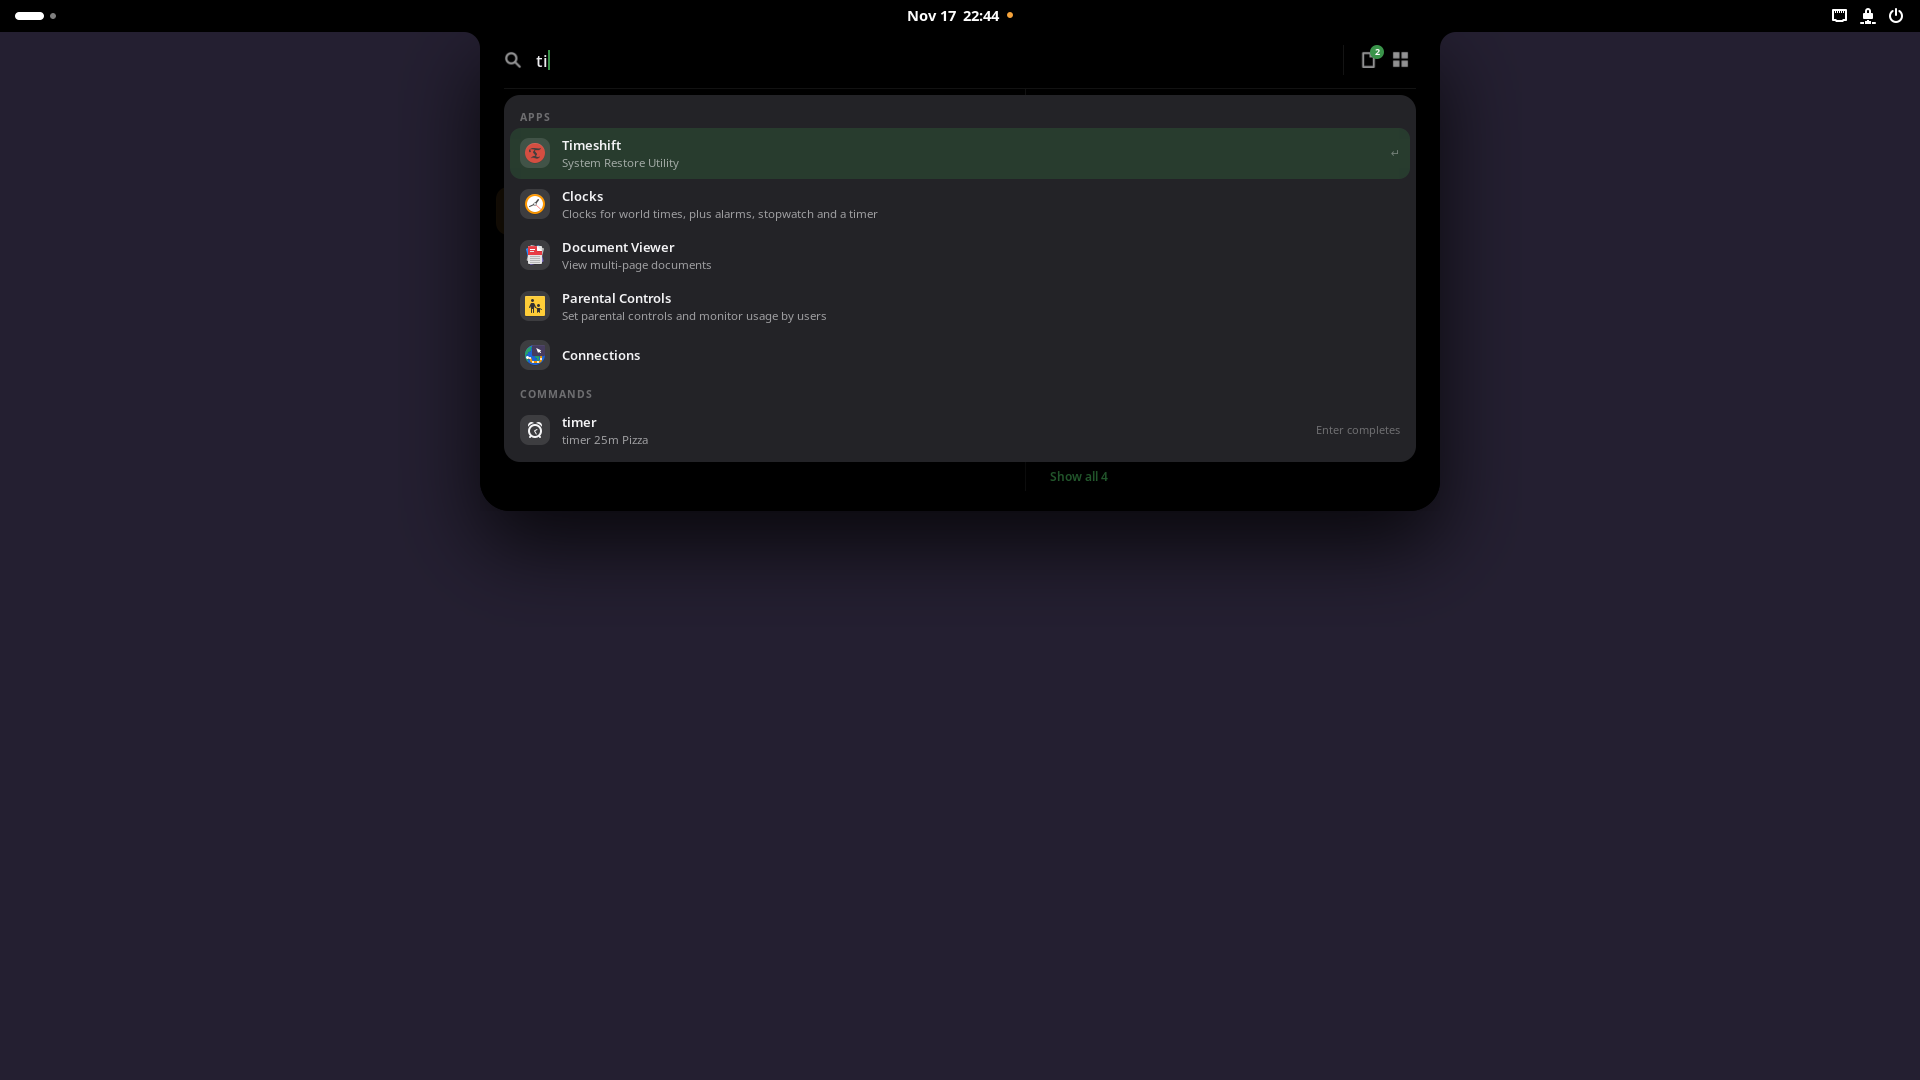 Nov 17 22:44
ti
2
APPS
Timeshift
System Restore Utility
Clocks
Clocks for world times, plus alarms, stopwatch and a timer
Document Viewer
View multi-page documents
Parental Controls
Set parental controls and monitor usage by users
Connections
COMMANDS
timer
timer 25m Pizza
Enter completes
Show all 4